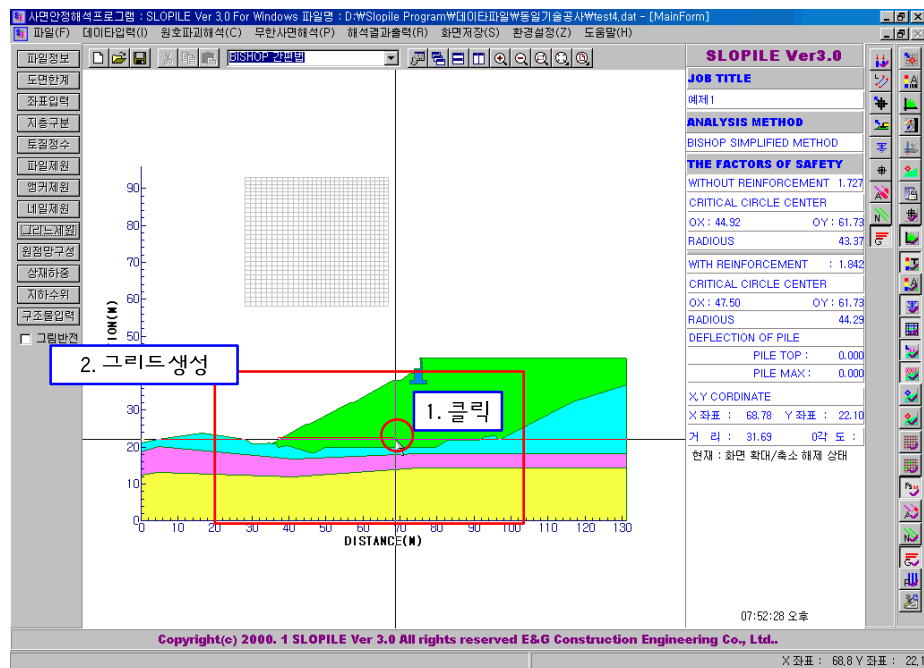 사면안정해석프로그램 : SLOPILE Ver 3,0 For Windows 파일명 : D:₩Slopile Program₩데이타파일₩동일기술공사₩test4,dat - [MainForm]
파일(F) 데이타입력(I) 원호파괴해석(C) 무한사면해석(P) 해석결과출력(R) 화면저장(S) 환경설정(Z) 도움말(H)
BISHOP 간편법
파일정보
도면한계
좌표입력
지층구분
토질정수
파일제원
앵커제원
네일제원
그리드제원
원점망구성
상재하중
지하수위
구조물입력
그림반전
90
80
70
60
50
30
20
10
0
TION(M)
2. 그리드생성
1. 클릭
0 10 20 30 40 50 60 70 80 90 100 110 120 130
DISTANCE(M)
SLOPILE Ver3.0
JOB TITLE
예제1
ANALYSIS METHOD
BISHOP SIMPLIFIED METHOD
THE FACTORS OF SAFETY
WITHOUT REINFORCEMENT 1.727
CRITICAL CIRCLE CENTER
OX : 44.92 OY : 61.73
RADIOUS 43.37
WITH REINFORCEMENT : 1.842
CRITICAL CIRCLE CENTER
OX : 47.50 OY : 61.73
RADIOUS 44.29
DEFLECTION OF PILE
PILE TOP : 0.000
PILE MAX : 0.000
X,Y CORDINATE
X 좌표 : 68.78 Y 좌표 : 22.10
거 리 : 31.69 0각 도 :
현재 : 화면 확대/축소 해제 상태
07:52:28 오후
Copyright(c) 2000. 1 SLOPILE Ver 3.0 All rights reserved E&G Construction Engineering Co., Ltd..
X 좌표 : 68,8 Y 좌표 : 22,1